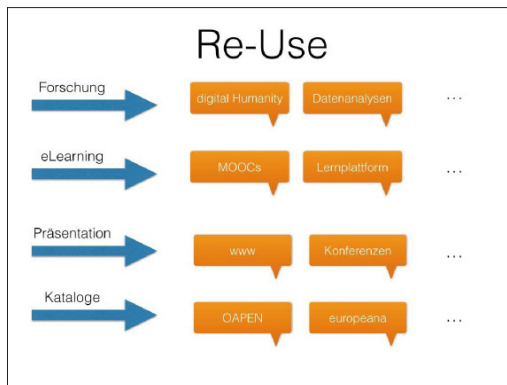 Re-Use
Forschung
digital Humanity Datenanalysen ...
eLearning
MOOCs Lernplattform ...
Präsentation
www Konferenzen ...
Kataloge
OAPEN europeana ...